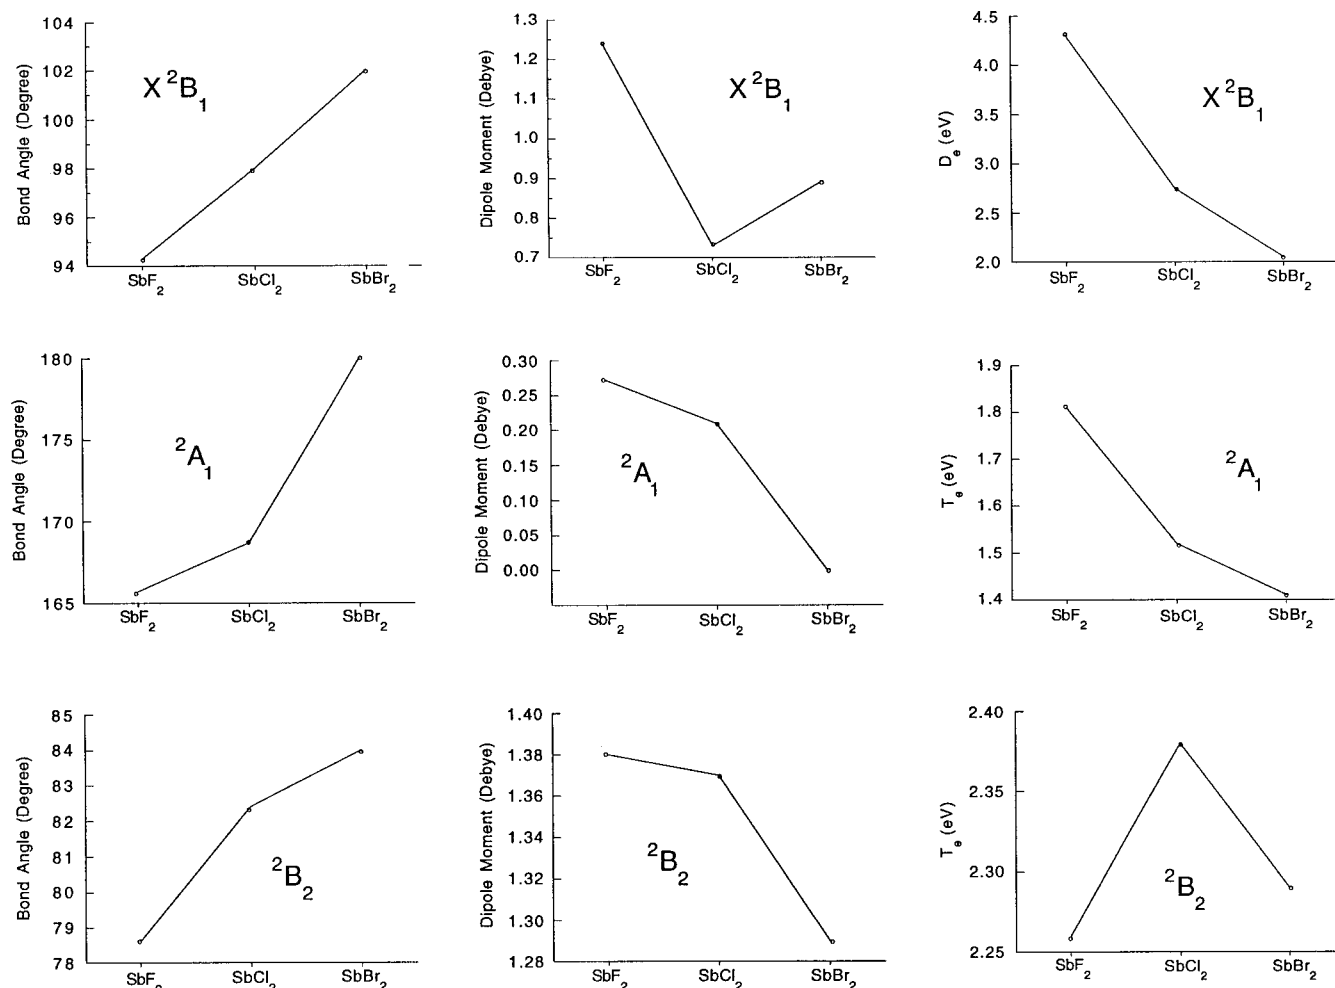 104
102
100
98
96
94
Bond Angle (Degree)
X ²B₁
SbF₂ SbCl₂ SbBr₂
1.3
1.2
1.1
1.0
0.9
0.8
0.7
Dipole Moment (Debye)
X ²B₁
SbF₂ SbCl₂ SbBr₂
4.5
4.0
3.5
3.0
2.5
2.0
Dₑ (eV)
X ²B₁
SbF₂ SbCl₂ SbBr₂
180
175
170
165
Bond Angle (Degree)
²A₁
SbF₂ SbCl₂ SbBr₂
0.30
0.25
0.20
0.15
0.10
0.05
0.00
Dipole Moment (Debye)
²A₁
SbF₂ SbCl₂ SbBr₂
1.9
1.8
1.7
1.6
1.5
1.4
Tₑ (eV)
²A₁
SbF₂ SbCl₂ SbBr₂
85
84
83
82
81
80
79
78
Bond Angle (Degree)
²B₂
SbF₂ SbCl₂ SbBr₂
1.40
1.38
1.36
1.34
1.32
1.30
1.28
Dipole Moment (Debye)
²B₂
SbF₂ SbCl₂ SbBr₂
2.40
2.35
2.30
2.25
Tₑ (eV)
²B₂
SbF₂ SbCl₂ SbBr₂